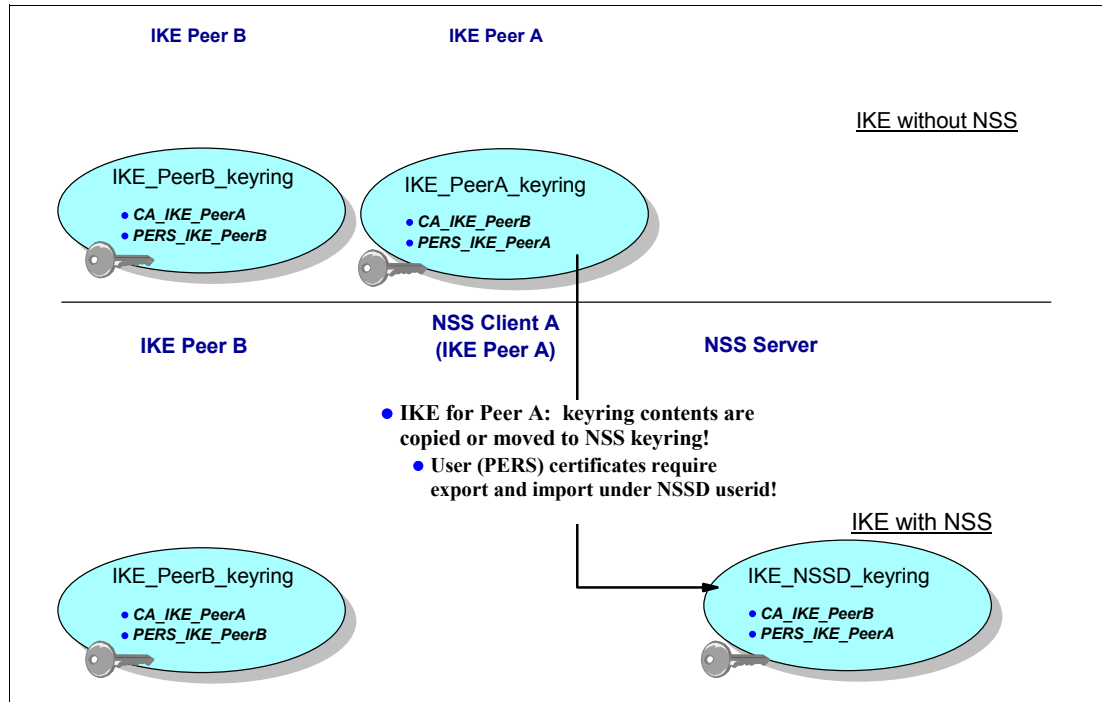 IKE Peer B
IKE Peer A
IKE without NSS
IKE_PeerB_keyring
● CA_IKE_PeerA
● PERS_IKE_PeerB
IKE_PeerA_keyring
● CA_IKE_PeerB
● PERS_IKE_PeerA
IKE Peer B
NSS Client A
(IKE Peer A)
NSS Server
● IKE for Peer A: keyring contents are
copied or moved to NSS keyring!
● User (PERS) certificates require
export and import under NSSD userid!
IKE with NSS
IKE_PeerB_keyring
● CA_IKE_PeerA
● PERS_IKE_PeerB
IKE_NSSD_keyring
● CA_IKE_PeerB
● PERS_IKE_PeerA